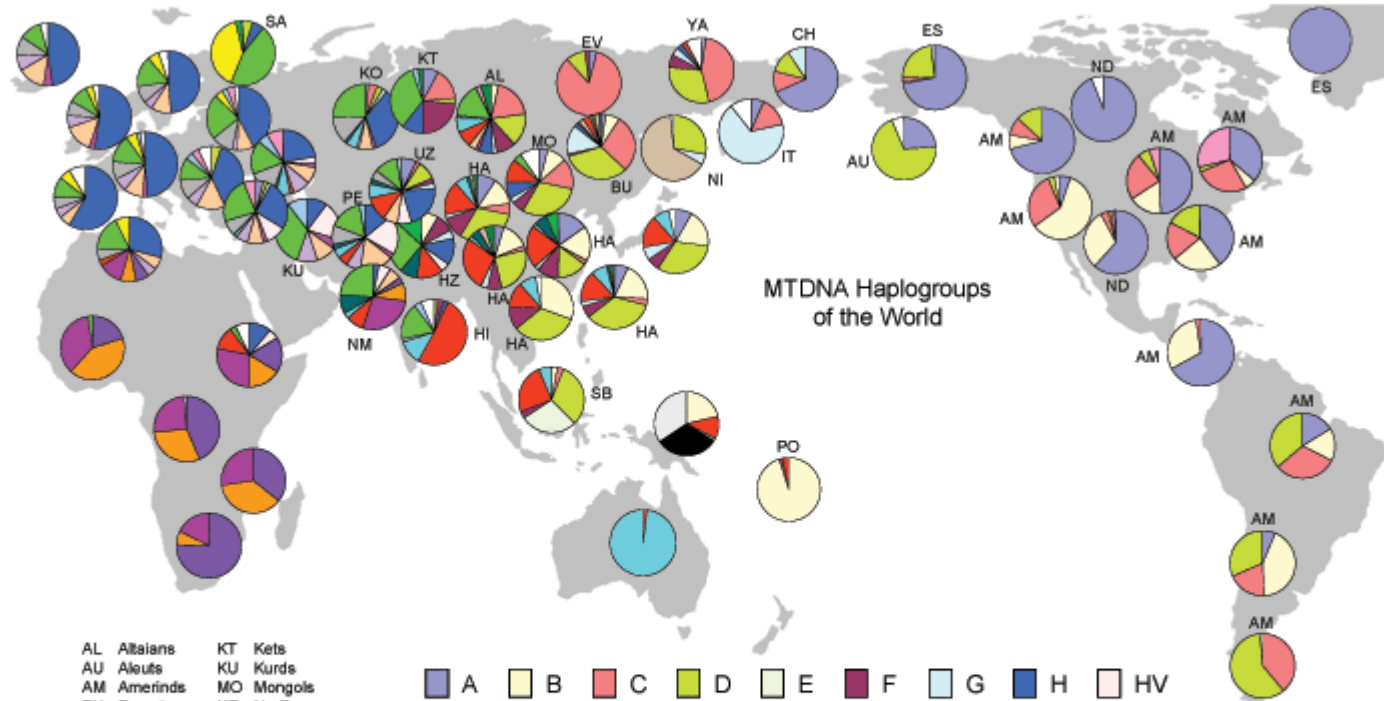 SA
KT
KO
AL
EV
YA
CH
ES
ND
ES
AM
AM
AM
UZ
HA
MO
BU
NI
IT
AU
PE
AM
AM
KU
HZ
HA
HA
ND
MTDNA Haplogroups
of the World
NM
HI
HA
HA
AM
SB
AM
PO
AM
AM
AL Altaians KT Kets
AU Aleuts KU Kurds
AM Amerinds MO Mongols
A B C D E F G H HV